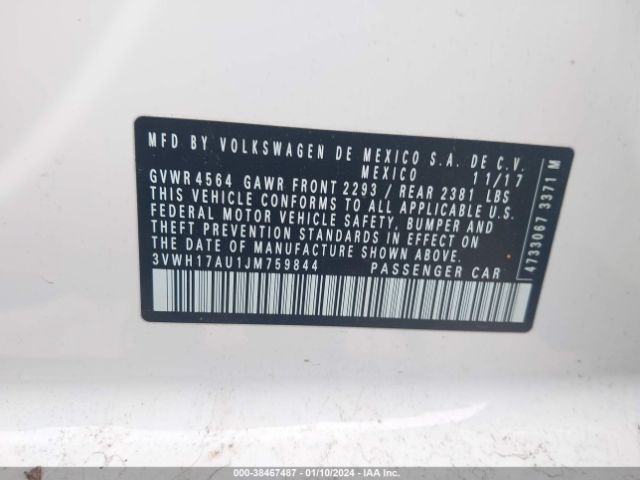 MFD BY VOLKSWAGEN DE MEXICO S.A. DE C.V.
MEXICO 11/17
GVWR 4564 GAWR FRONT 2293 / REAR 2381 LBS
THIS VEHICLE CONFORMS TO ALL APPLICABLE U.S.
FEDERAL MOTOR VEHICLE SAFETY, BUMPER AND
THEFT PREVENTION STANDARDS IN EFFECT ON
THE DATE OF MANUFACTURE SHOWN ABOVE.
3VWH17AU1JM759844 PASSENGER CAR
4733067 3371 M
000-38467487 - 01/10/2024 - IAA Inc.